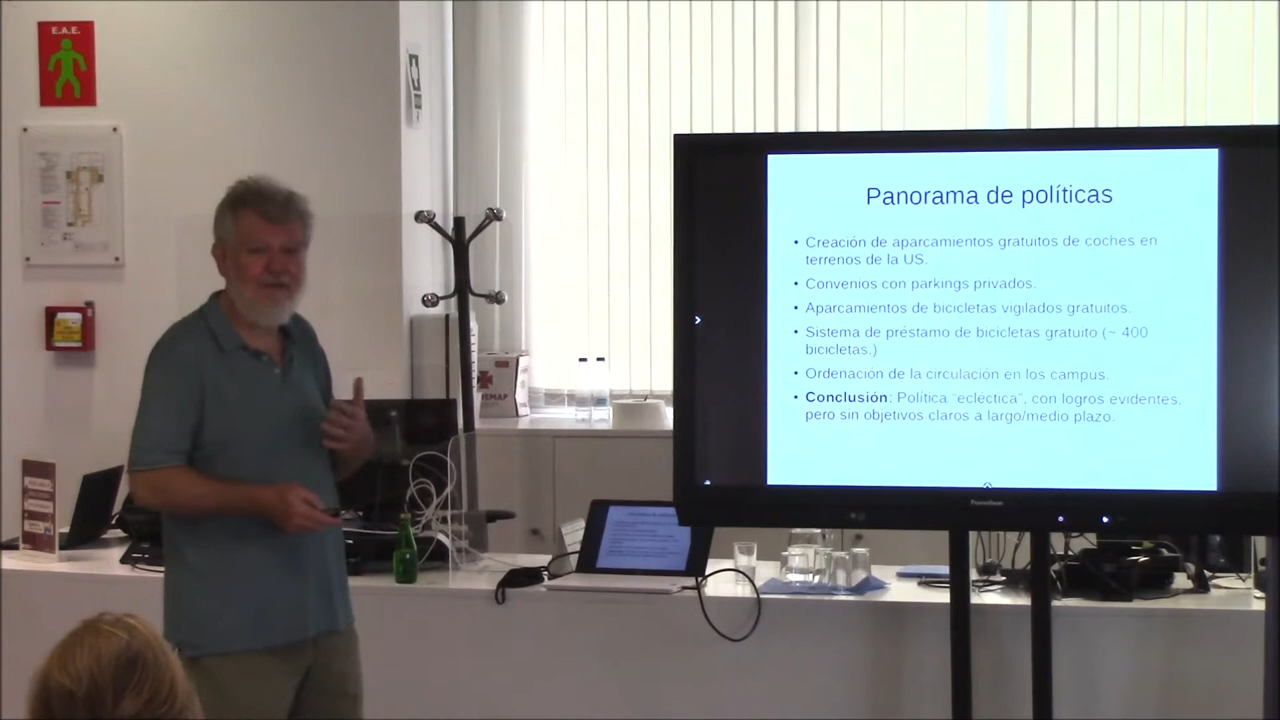 E.A.E.
Panorama de políticas
• Creación de aparcamientos gratuitos de coches en
terrenos de la US.
• Convenios con parkings privados.
• Aparcamientos de bicicletas vigilados gratuitos.
• Sistema de préstamo de bicicletas gratuito (~ 400
bicicletas.)
• Ordenación de la circulación en los campus.
• Conclusión: Política “ecléctica”, con logros evidentes,
pero sin objetivos claros a largo/medio plazo.